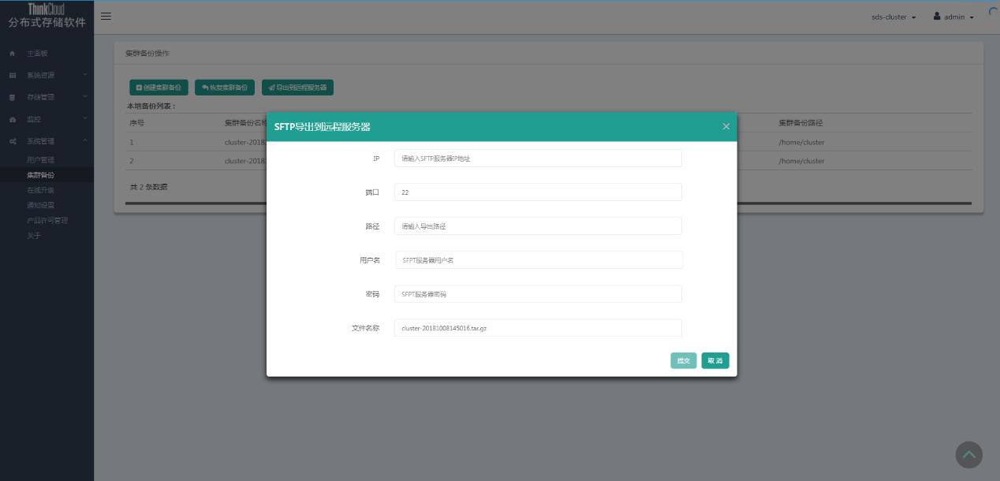 ThinkCloud
分布式存储软件
sds-cluster
admin
主面板
系统资源
存储管理
监控
系统管理
用户管理
集群备份
在线升级
通知设置
产品许可管理
关于
集群备份操作
创建集群备份
恢复集群备份
导出到远程服务器
本地备份列表：
序号
集群备份名称
集群备份路径
1
cluster-2018
/home/cluster
2
cluster-2018
/home/cluster
共 2 条数据
SFTP导出到远程服务器
×
IP
请输入SFTP服务器IP地址
端口
22
路径
请输入导出路径
用户名
SFPT服务器用户名
密码
SFPT服务器密码
文件名称
cluster-20181008145016.tar.gz
提交
取 消